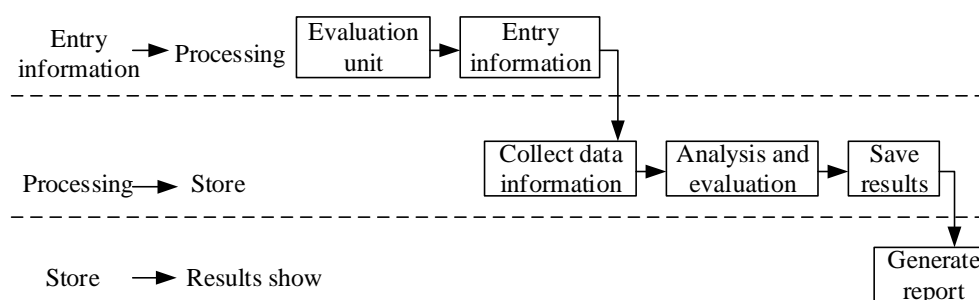 Entry
information
Processing
Evaluation
unit
Entry
information
Processing
Store
Collect data
information
Analysis and
evaluation
Save
results
Store
Results show
Generate
report